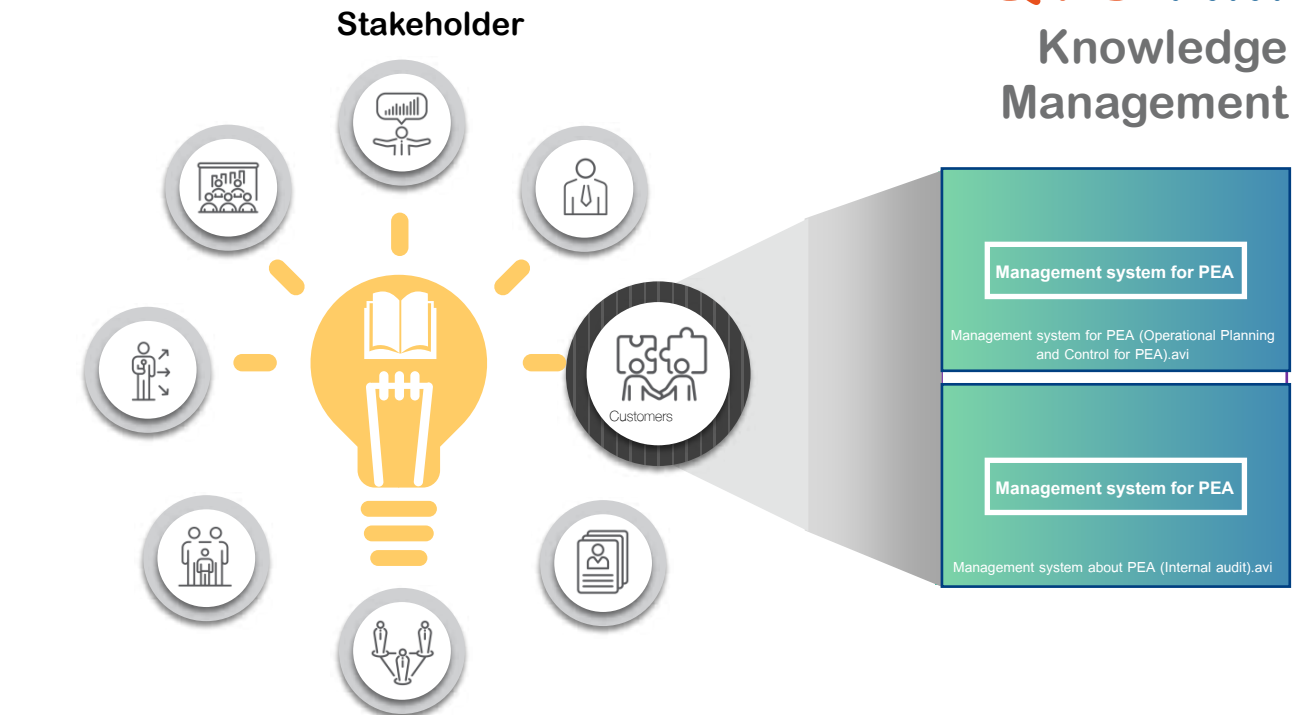 Stakeholder
Knowledge
Management
Management system for PEA
Management system for PEA (Operational Planning
and Control for PEA).avi
Customers
Management system for PEA
Management system about PEA (Internal audit).avi